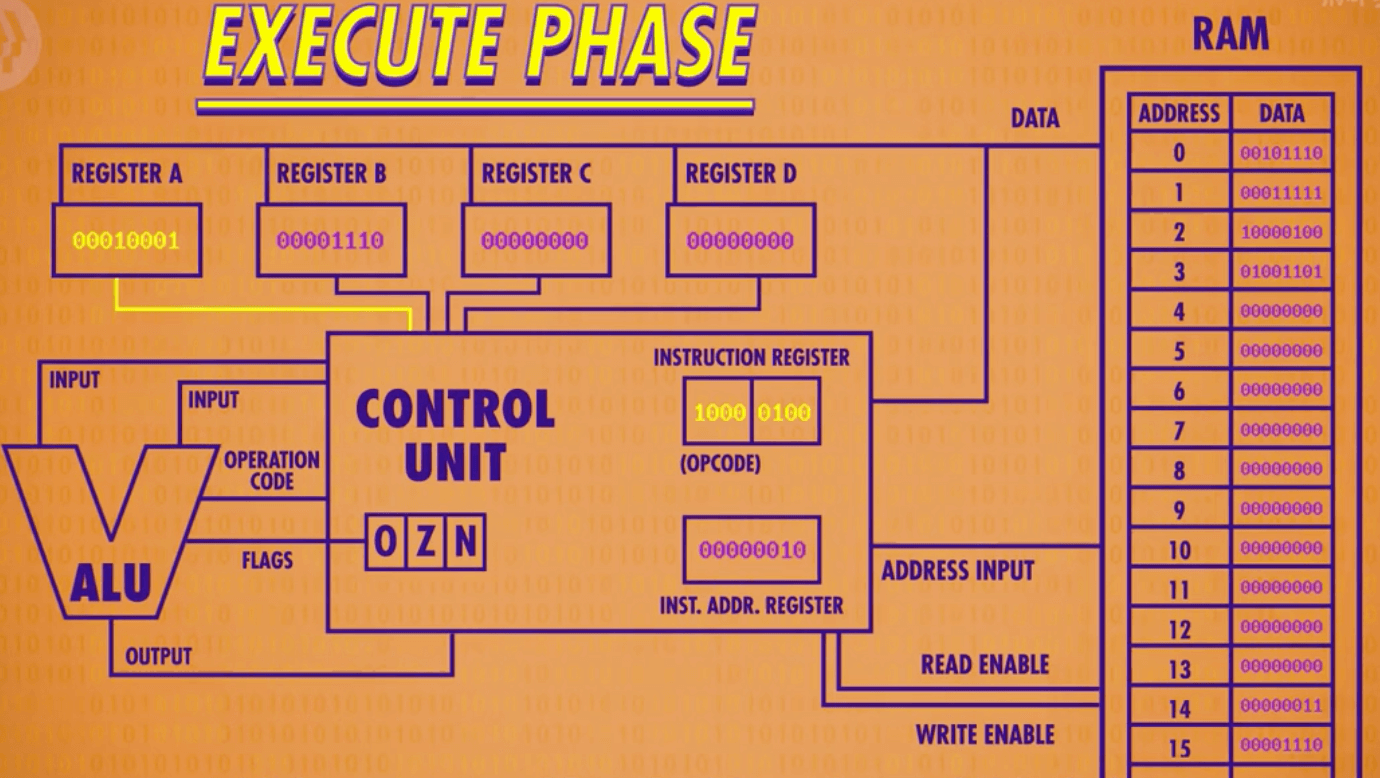 EXECUTE PHASE
RAM
DATA
ADDRESS DATA
0 00101110
1 00011111
2 10000100
3 01001101
4 00000000
5 00000000
6 00000000
7 00000000
8 00000000
9 00000000
10 00000000
11 00000000
12 00000000
13 00000000
14 00000011
15 00001110
REGISTER A
00010001
REGISTER B
00001110
REGISTER C
00000000
REGISTER D
00000000
INPUT
INPUT
OPERATION
CODE
FLAGS
ALU
OUTPUT
CONTROL
UNIT
O Z N
INSTRUCTION REGISTER
1000 0100
(OPCODE)
00000010
INST. ADDR. REGISTER
ADDRESS INPUT
READ ENABLE
WRITE ENABLE